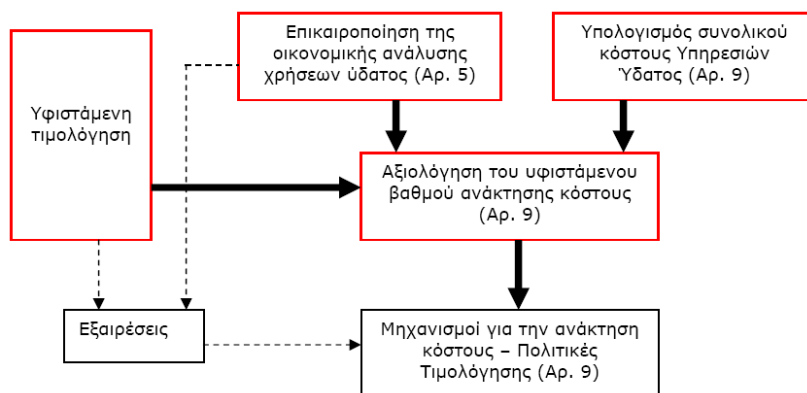 Επικαιροποίηση της
οικονομικής ανάλυσης
χρήσεων ύδατος (Αρ. 5)
Υπολογισμός συνολικού
κόστους Υπηρεσιών
Ύδατος (Αρ. 9)
Υφιστάμενη
τιμολόγηση
Αξιολόγηση του υφιστάμενου
βαθμού ανάκτησης κόστους
(Αρ. 9)
Εξαιρέσεις
Μηχανισμοί για την ανάκτηση
κόστους – Πολιτικές
Τιμολόγησης (Αρ. 9)